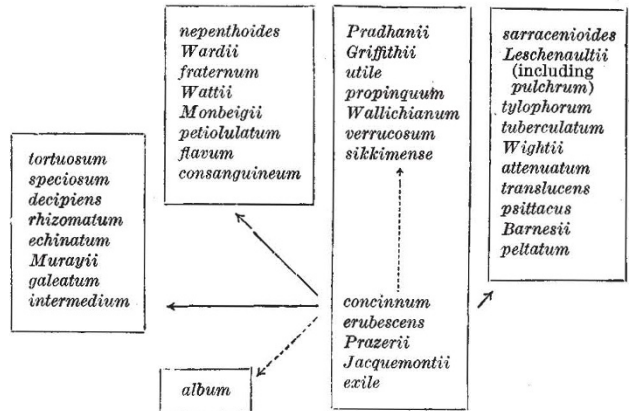 nepenthoides
Wardii
fraternum
Wattii
Monbeigii
petiolulatum
flavum
consanguineum
Pradhanii
Griffithii
utile
propinquum
Wallichianum
verrucosum
sikkimense
sarracenioides
Leschenaultii
(including
pulchrum)
tylophorum
tuberculatum
Wightii
attenuatum
translucens
psittacus
Barnesii
peltatum
tortuosum
speciosum
decipiens
rhizomatum
echinatum
Murayii
galeatum
intermedium
concinnum
erubescens
Prazerii
Jacquemontii
exile
album